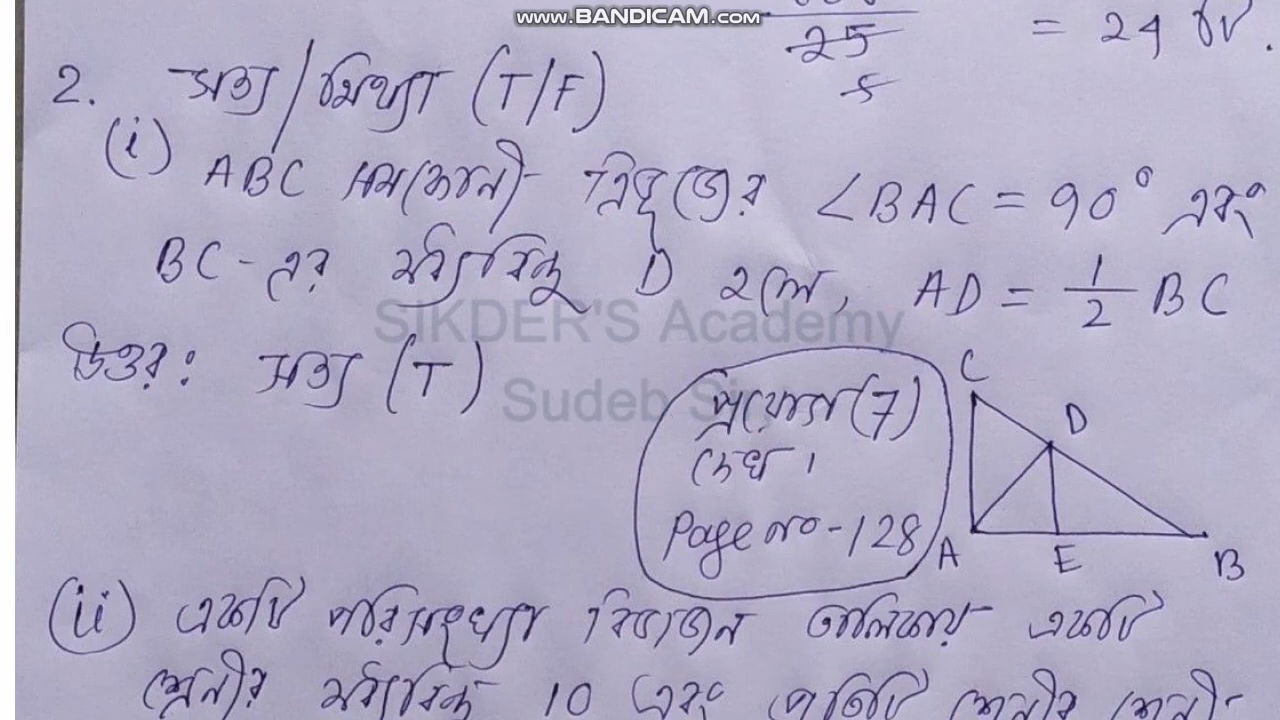 www.BANDICAM.com
25
5
= 24 টি.
2. সত্য/মিথ্যা (T/F)
(i) ABC সমকোনী ত্রিভুজের ∠BAC = 90° এবং
BC-এর মধ্যবিন্দু D হলে, AD = 1/2 BC
উত্তর: সত্য (T)
SIKDER'S Academy
Sudeb Sir
প্রয়োগ (7)
দেখ।
Page no - 128
C
D
A
E
B
(ii) একটি পরিসংখ্যা বিভাজন তালিকায় একটি
শ্রেনীর মধ্যবিন্দু 10 এবং প্রতিটি শ্রেনীর শ্রেনী-